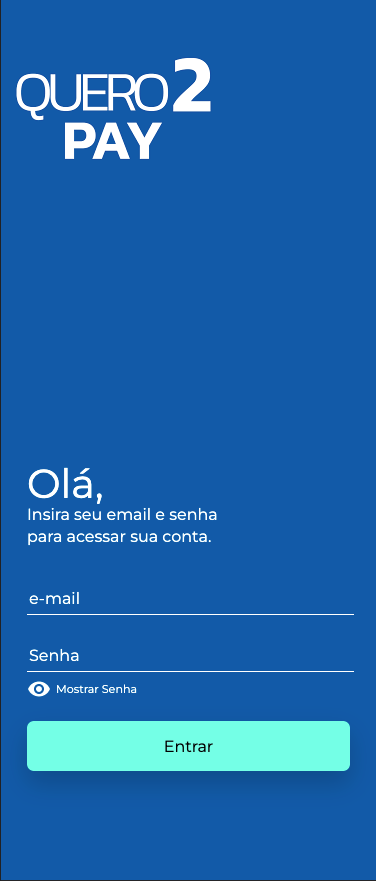 QUERO2
PAY
Olá,
Insira seu email e senha
para acessar sua conta.
e-mail
Senha
Mostrar Senha
Entrar